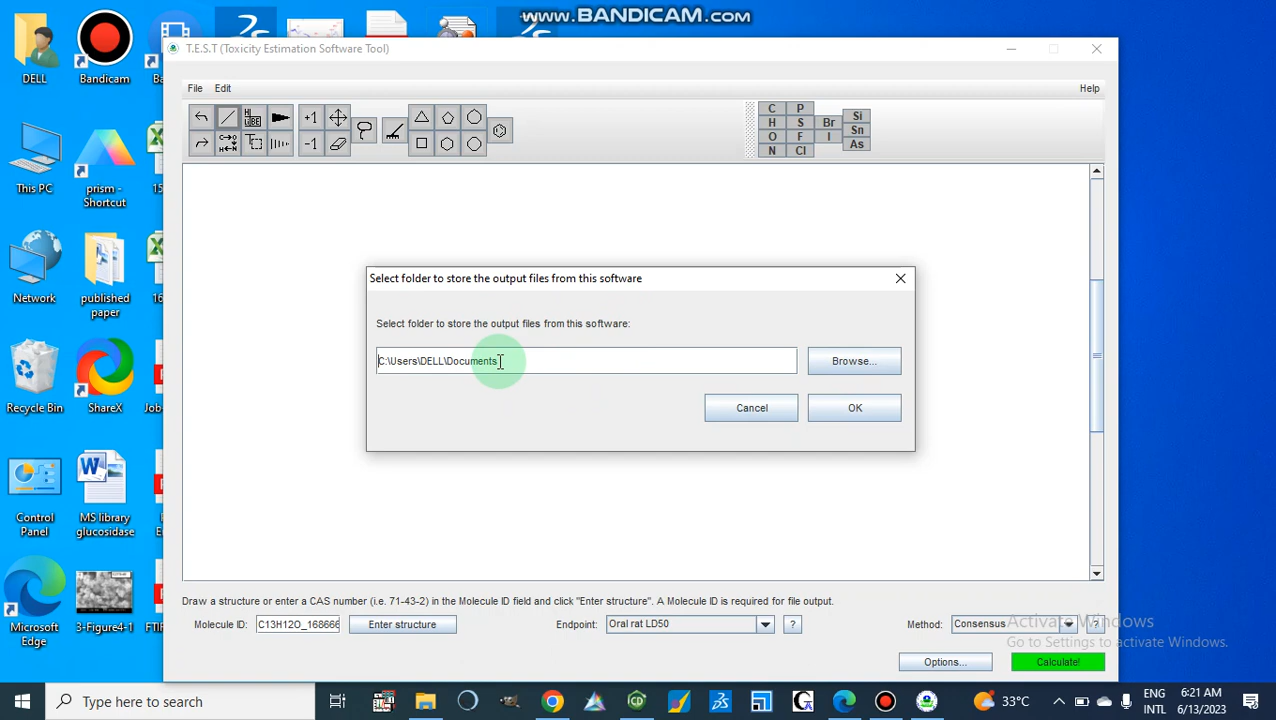 www.BANDICAM.com
T.E.S.T (Toxicity Estimation Software Tool)
File Edit Help
C P
H S Br Si
O F I Sn
N Cl As
+1
-1
DELL
Bandicam
This PC
prism -
Shortcut
Network
published
paper
Recycle Bin
ShareX
Control
Panel
MS library
glucosidase
Microsoft
Edge
3-Figure4-1
Select folder to store the output files from this software
Select folder to store the output files from this software:
C:\Users\DELL\Documents
Browse...
Cancel
OK
Draw a structure or enter a CAS number (i.e. 71-43-2) in the Molecule ID field and click "Enter structure". A Molecule ID is required for file output.
Molecule ID: C13H12O_168666 Enter structure Endpoint: Oral rat LD50 ? Method: Consensus ?
Activate Windows
Go to Settings to activate Windows.
Options... Calculate!
Type here to search
33°C
ENG
INTL
6:21 AM
6/13/2023